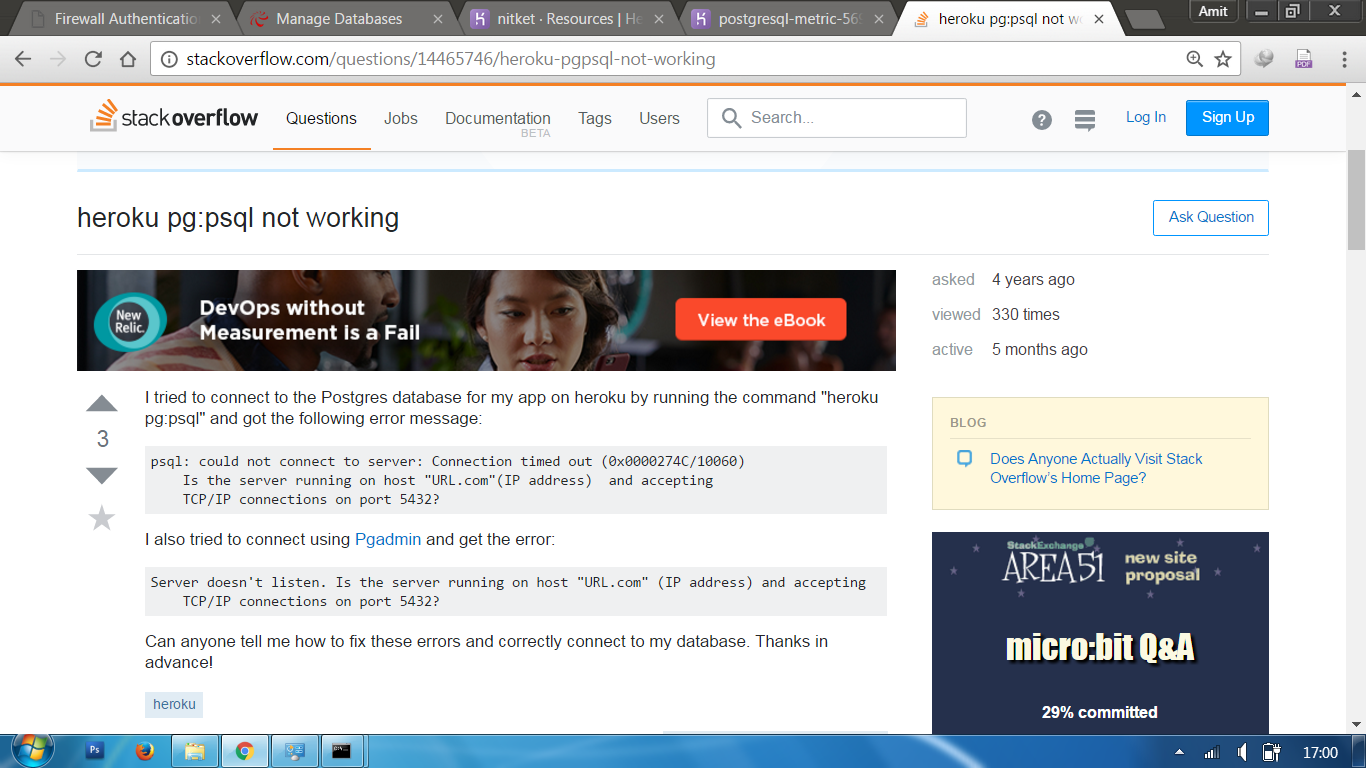 Firewall Authentication
Manage Databases
nitket · Resources | He
postgresql-metric-565
heroku pg:psql not wo
Amit
stackoverflow.com/questions/14465746/heroku-pgpsql-not-working
PDF
stackoverflow
Questions
Jobs
Documentation
BETA
Tags
Users
Search...
?
Log In
Sign Up
heroku pg:psql not working
Ask Question
New
Relic.
DevOps without
Measurement is a Fail
View the eBook
asked 4 years ago
viewed 330 times
active 5 months ago
3
I tried to connect to the Postgres database for my app on heroku by running the command "heroku
pg:psql" and got the following error message:
psql: could not connect to server: Connection timed out (0x0000274C/10060)
Is the server running on host "URL.com"(IP address) and accepting
TCP/IP connections on port 5432?
I also tried to connect using Pgadmin and get the error:
Server doesn't listen. Is the server running on host "URL.com" (IP address) and accepting
TCP/IP connections on port 5432?
Can anyone tell me how to fix these errors and correctly connect to my database. Thanks in
advance!
heroku
BLOG
Does Anyone Actually Visit Stack
Overflow's Home Page?
StackExchange
AREA51
new site
proposal
micro:bit Q&A
29% committed
Ps
17:00